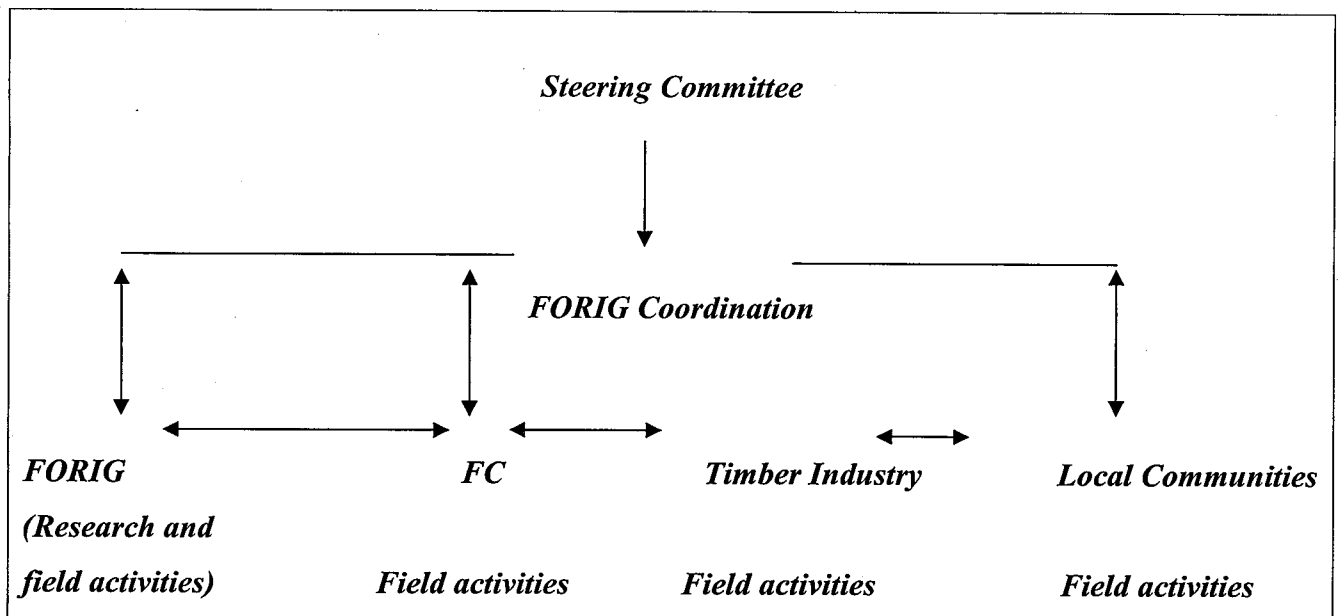 Steering Committee
FORIG Coordination
FORIG FC Timber Industry Local Communities
(Research and
field activities) Field activities Field activities Field activities